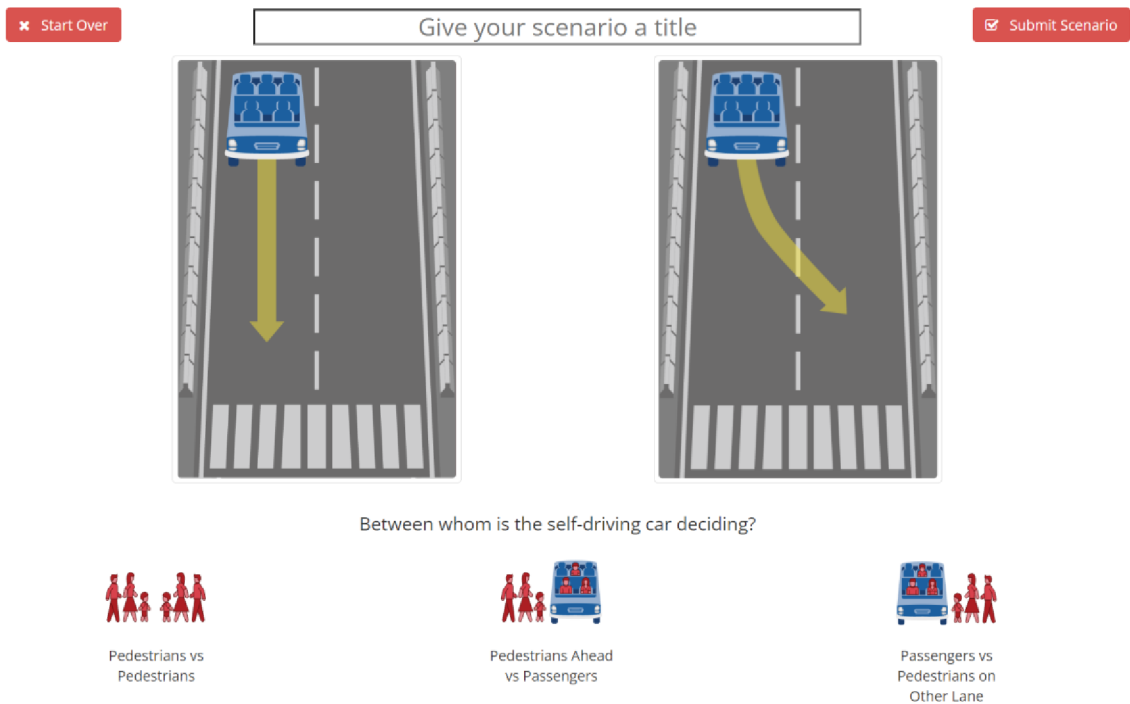 Start Over
Give your scenario a title
Submit Scenario
Between whom is the self-driving car deciding?
Pedestrians vs
Pedestrians
Pedestrians Ahead
vs Passengers
Passengers vs
Pedestrians on
Other Lane